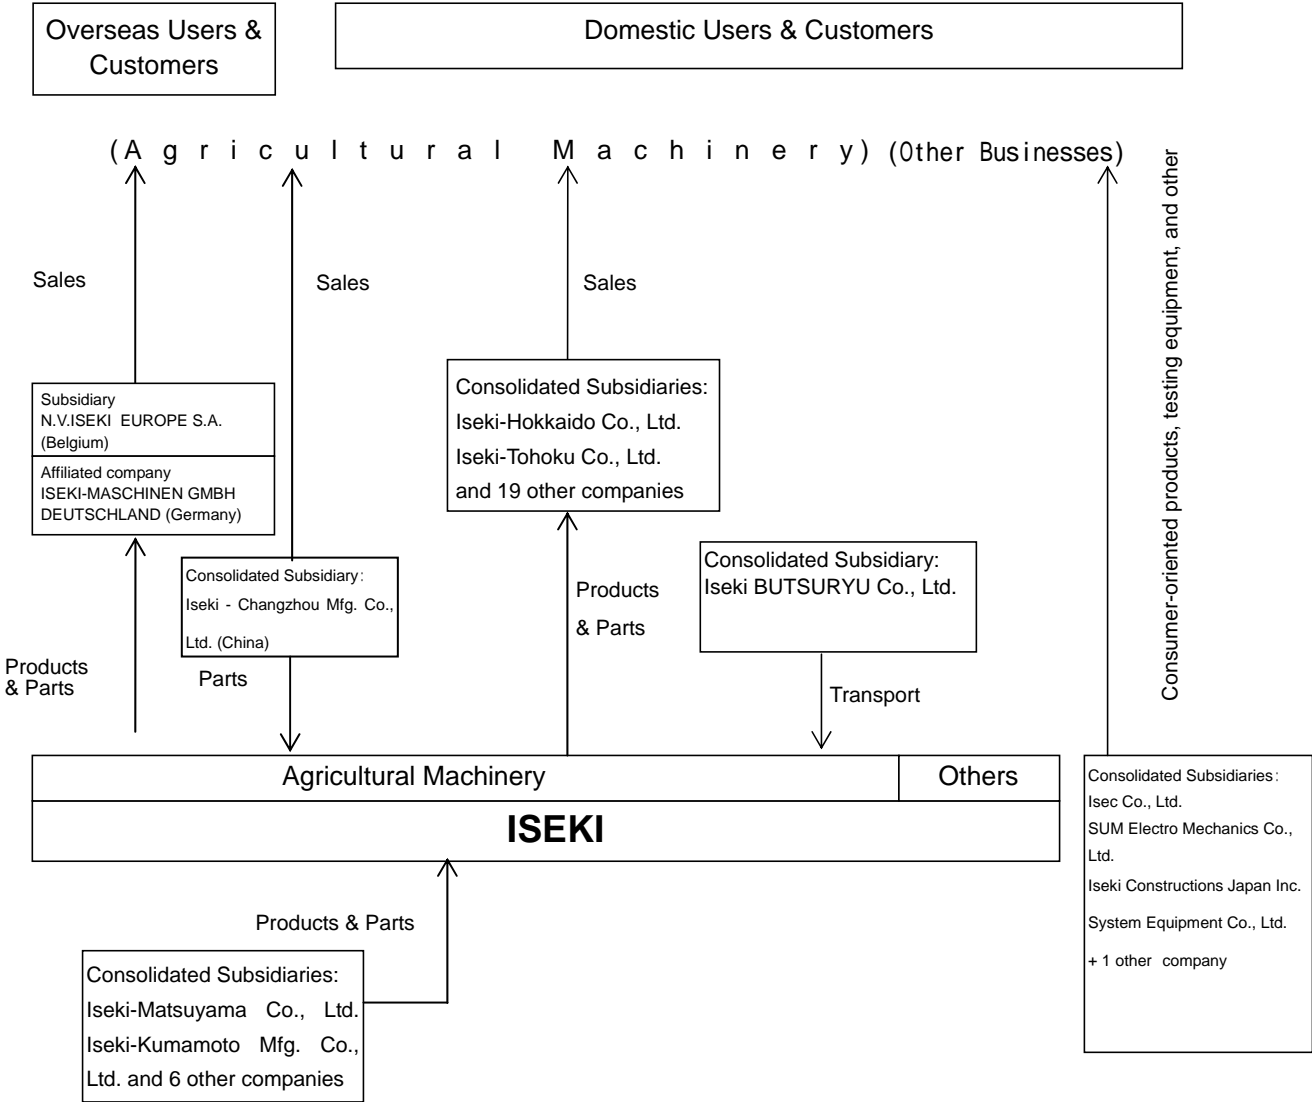 Overseas Users &
Customers
Domestic Users & Customers
(Agricultural Machinery) (Other Businesses)
Consumer-oriented products, testing equipment, and other
Sales
Sales
Sales
Subsidiary
N.V.ISEKI EUROPE S.A.
(Belgium)
Affiliated company
ISEKI-MASCHINEN GMBH
DEUTSCHLAND (Germany)
Consolidated Subsidiaries:
Iseki-Hokkaido Co., Ltd.
Iseki-Tohoku Co., Ltd.
and 19 other companies
Consolidated Subsidiary:
Iseki - Changzhou Mfg. Co.,
Ltd. (China)
Consolidated Subsidiary:
Iseki BUTSURYU Co., Ltd.
Products
& Parts
Products
& Parts
Parts
Transport
Agricultural Machinery
Others
ISEKI
Consolidated Subsidiaries:
Isec Co., Ltd.
SUM Electro Mechanics Co.,
Ltd.
Iseki Constructions Japan Inc.
System Equipment Co., Ltd.
+ 1 other company
Products & Parts
Consolidated Subsidiaries:
Iseki-Matsuyama Co., Ltd.
Iseki-Kumamoto Mfg. Co.,
Ltd. and 6 other companies